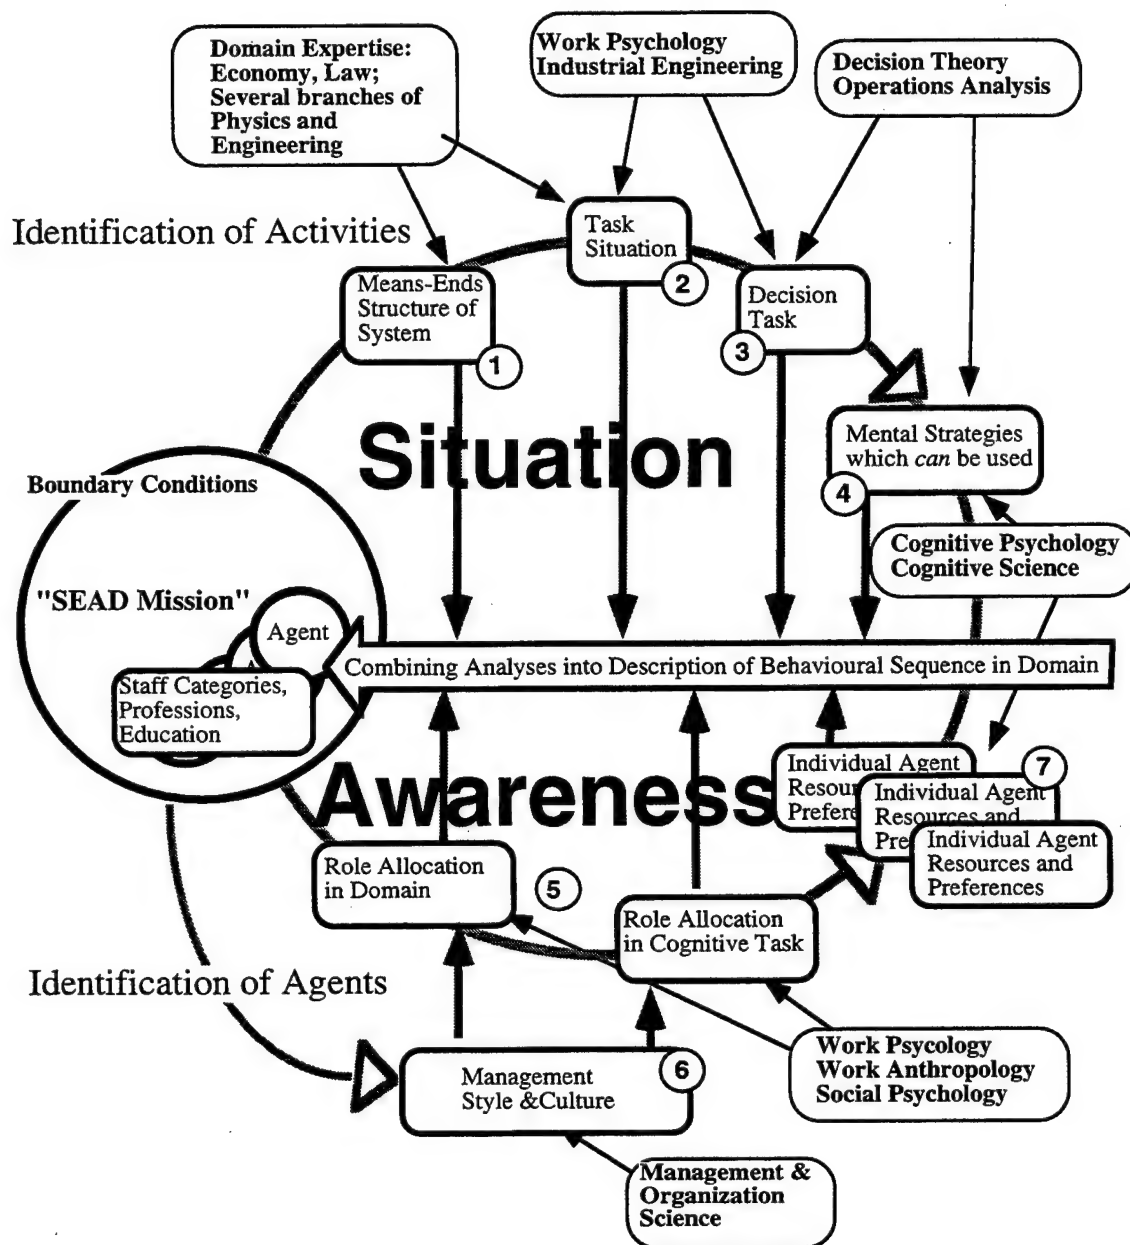 Domain Expertise:
Economy, Law;
Several branches of
Physics and
Engineering
Work Psychology
Industrial Engineering
Decision Theory
Operations Analysis
Identification of Activities
Task
Situation
2
Means-Ends
Structure of
System
1
Decision
Task
3
Situation
Mental Strategies
which can be used
4
Boundary Conditions
Cognitive Psychology
Cognitive Science
"SEAD Mission"
Agent
A
Combining Analyses into Description of Behavioural Sequence in Domain
Staff Categories,
Professions,
Education
Awareness
Individual Agent
Resour
Prefere
7
Individual Agent
Resources and
Pre
Individual Agent
Resources and
Preferences
Role Allocation
in Domain
5
Role Allocation
in Cognitive Task
Identification of Agents
Management
Style &Culture
6
Work Psycology
Work Anthropology
Social Psychology
Management &
Organization
Science